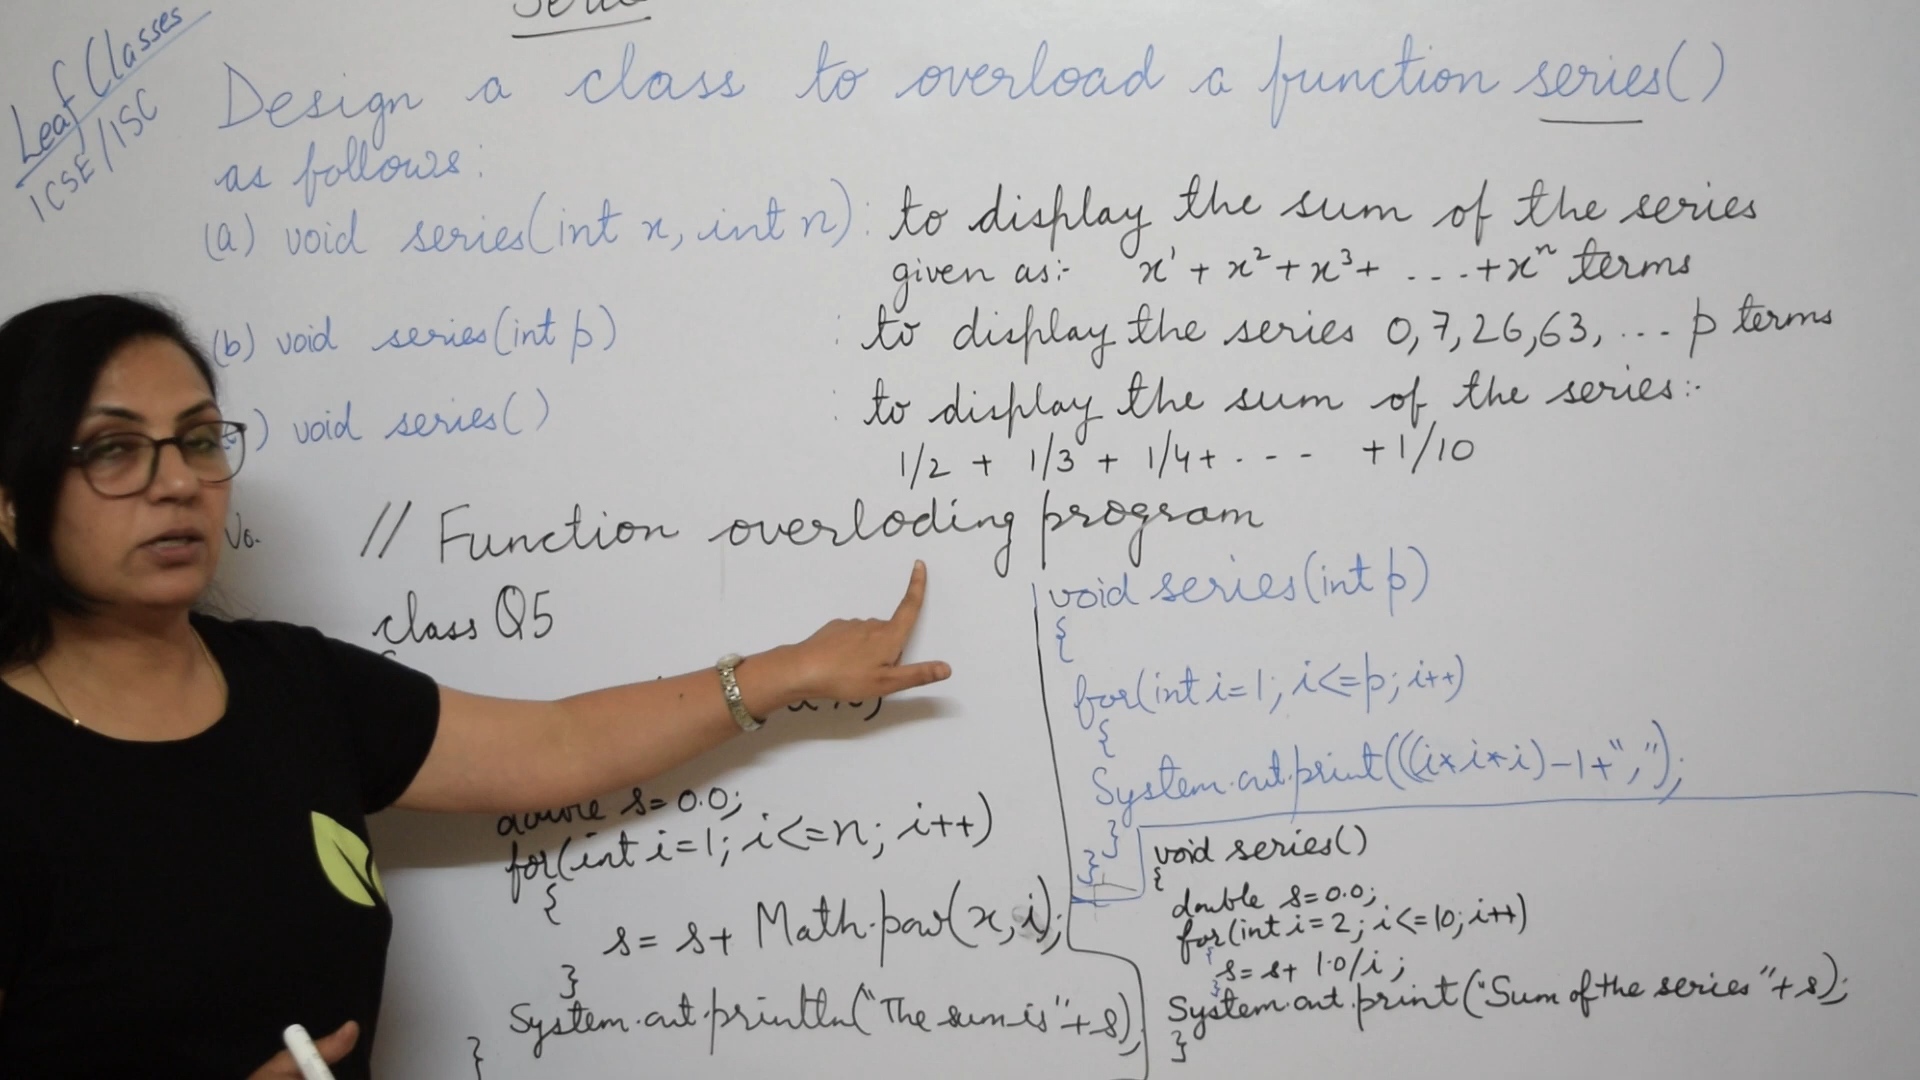 Leaf Classes
ICSE/ISC
Design a class to overload a function series()
as follows:
(a) void series(int x, int n): to display the sum of the series
given as:- x¹ + x² + x³ + ....+xⁿ terms
(b) void series(int p) : to display the series 0,7,26,63, ... p terms
) void series() : to display the sum of the series:-
1/2 + 1/3 + 1/4 + . - - - + 1/10
// Function overloding program
class Q5
double s=0.0;
for(int i=1; i<=n; i++)
{
s= s+ Math.pow(x,i);
}
System.out.println("The sum is"+s);
}
void series(int p)
{
for(int i=1; i<=p; i++)
{
System.out.print(((i*i*i)-1+",");
}
}
void series()
{
double s=0.0;
for(int i=2; i<=10; i++)
{
s= s+ 1.0/i;
}
System.out.print("Sum of the series"+s);
}